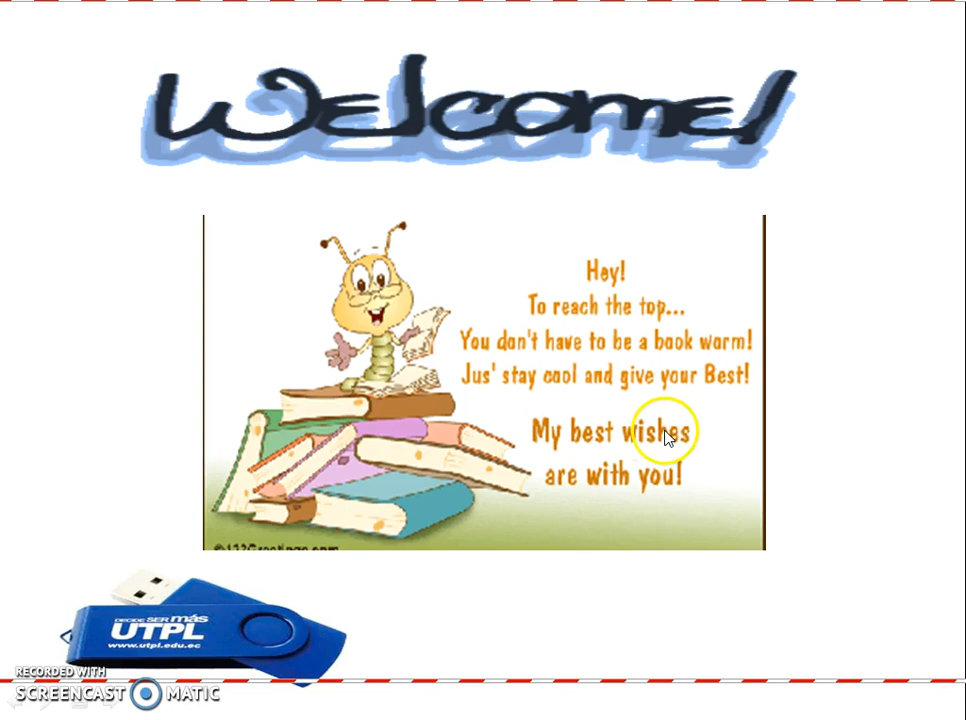 Welcome!
Hey!
To reach the top...
You don't have to be a book worm!
Jus' stay cool and give your Best!
My best wishes
are with you!
©123Greetings.com
DECIDE SER más
UTPL
www.utpl.edu.ec
RECORDED WITH
SCREENCAST MATIC